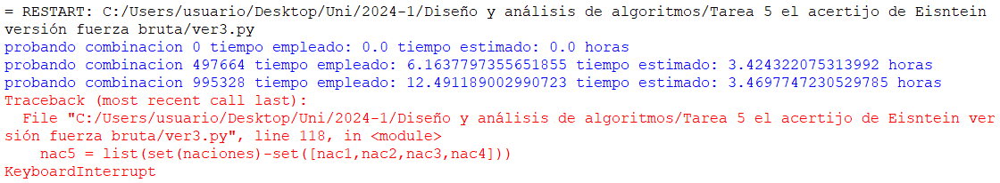 = RESTART: C:/Users/usuario/Desktop/Uni/2024-1/Diseño y análisis de algoritmos/Tarea 5 el acertijo de Eisntein
versión fuerza bruta/ver3.py
probando combinacion 0 tiempo empleado: 0.0 tiempo estimado: 0.0 horas
probando combinacion 497664 tiempo empleado: 6.1637797355651855 tiempo estimado: 3.424322075313992 horas
probando combinacion 995328 tiempo empleado: 12.491189002990723 tiempo estimado: 3.4697747230529785 horas
Traceback (most recent call last):
  File "C:/Users/usuario/Desktop/Uni/2024-1/Diseño y análisis de algoritmos/Tarea 5 el acertijo de Eisntein ver
sión fuerza bruta/ver3.py", line 118, in <module>
    nac5 = list(set(naciones)-set([nac1,nac2,nac3,nac4]))
KeyboardInterrupt